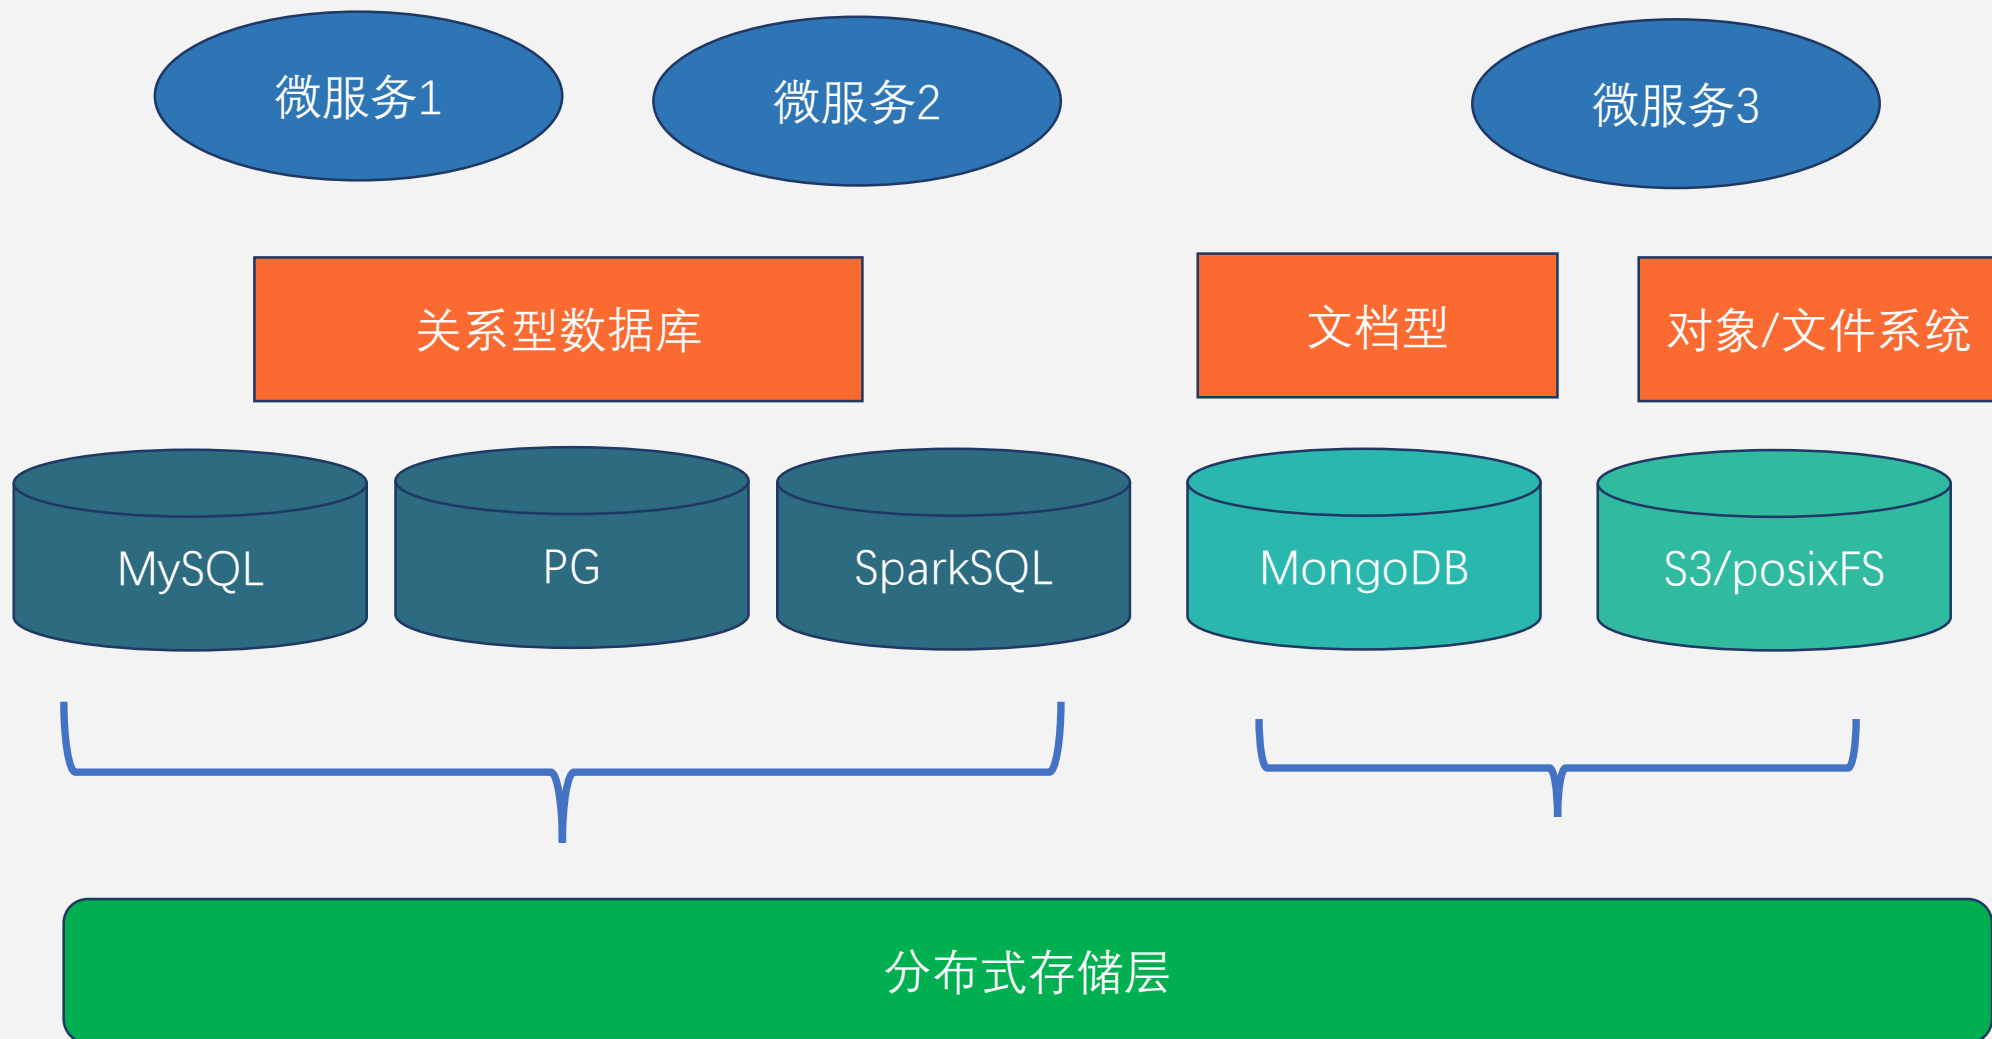 微服务1
微服务2
微服务3
关系型数据库
文档型
对象/文件系统
MySQL
PG
SparkSQL
MongoDB
S3/posixFS
分布式存储层